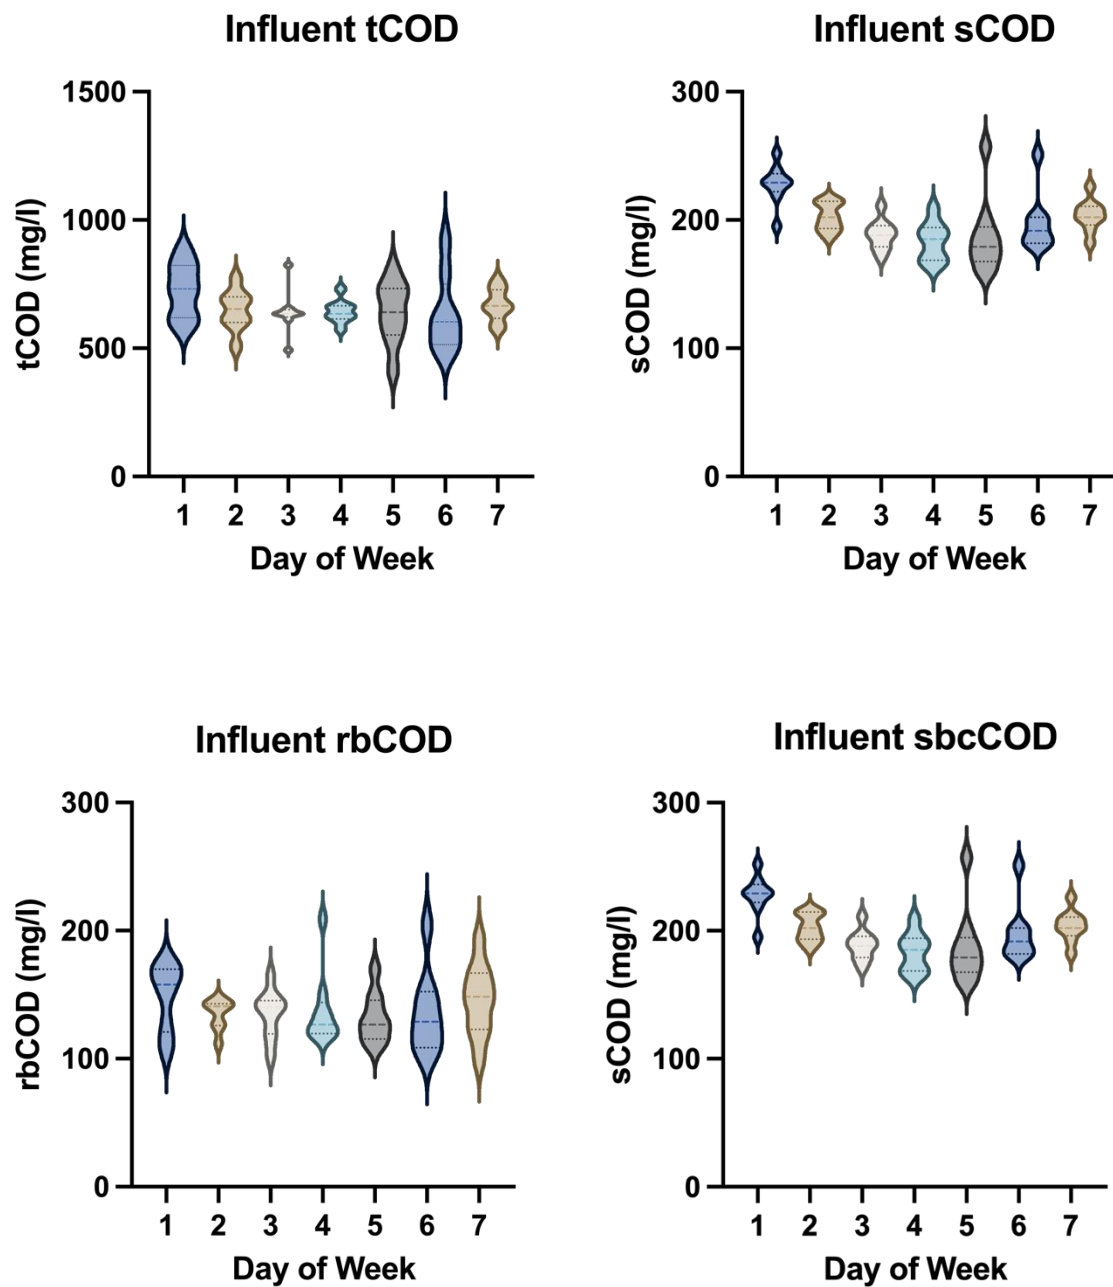 Influent tCOD
tCOD (mg/l)
1500
1000
500
0
1 2 3 4 5 6 7
Day of Week
Influent sCOD
sCOD (mg/l)
300
200
100
0
1 2 3 4 5 6 7
Day of Week
Influent rbCOD
rbCOD (mg/l)
300
200
100
0
1 2 3 4 5 6 7
Day of Week
Influent sbcCOD
sCOD (mg/l)
300
200
100
0
1 2 3 4 5 6 7
Day of Week